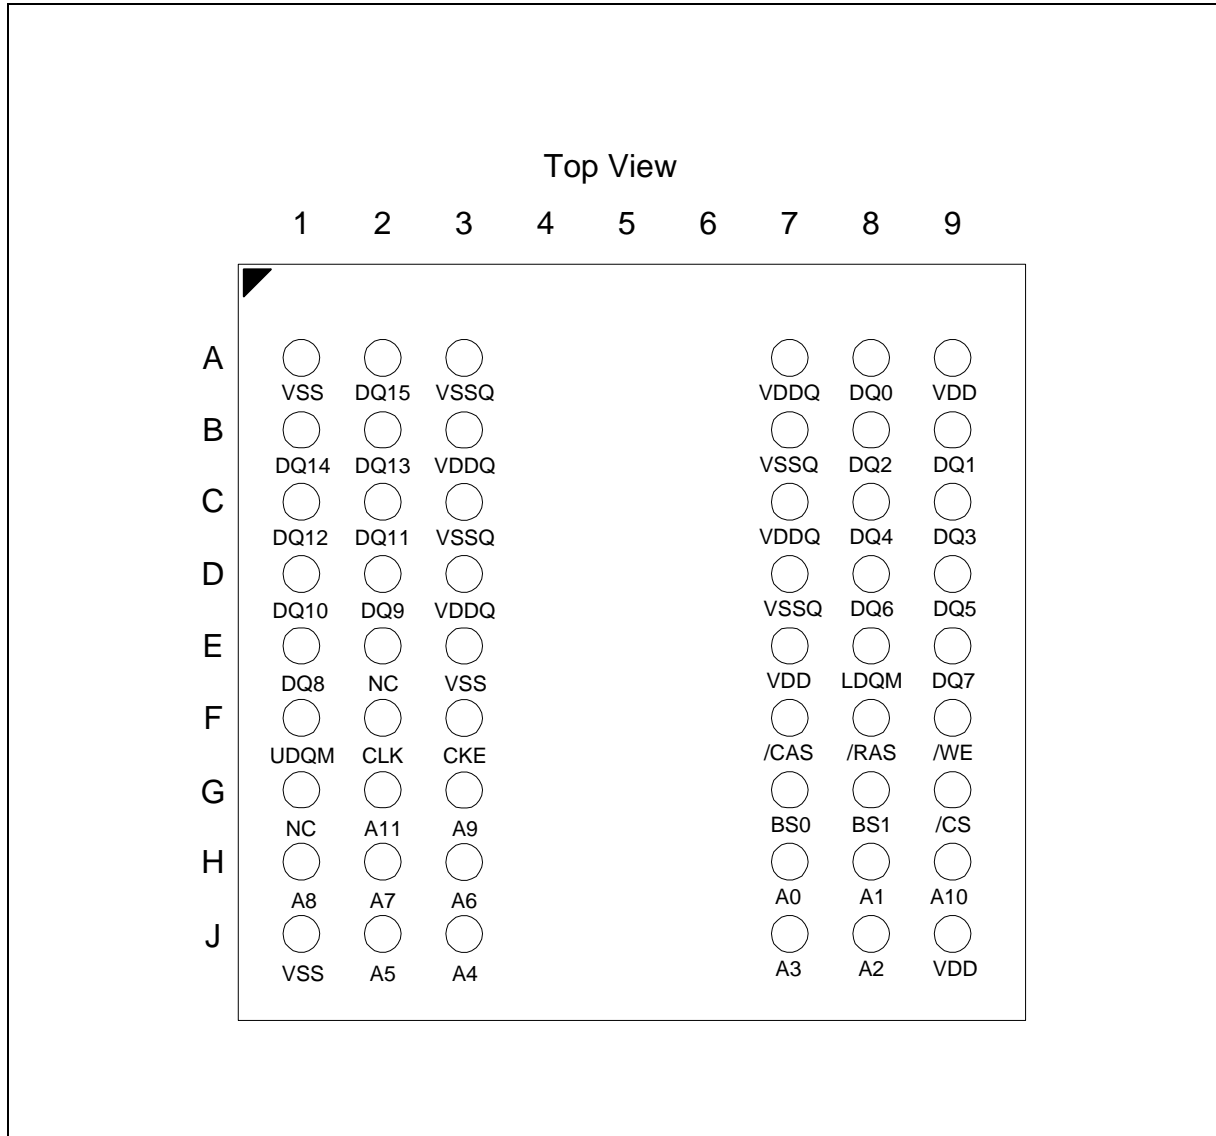 Top View
1 2 3 4 5 6 7 8 9
A
VSS DQ15 VSSQ VDDQ DQ0 VDD
B
DQ14 DQ13 VDDQ VSSQ DQ2 DQ1
C
DQ12 DQ11 VSSQ VDDQ DQ4 DQ3
D
DQ10 DQ9 VDDQ VSSQ DQ6 DQ5
E
DQ8 NC VSS VDD LDQM DQ7
F
UDQM CLK CKE /CAS /RAS /WE
G
NC A11 A9 BS0 BS1 /CS
H
A8 A7 A6 A0 A1 A10
J
VSS A5 A4 A3 A2 VDD